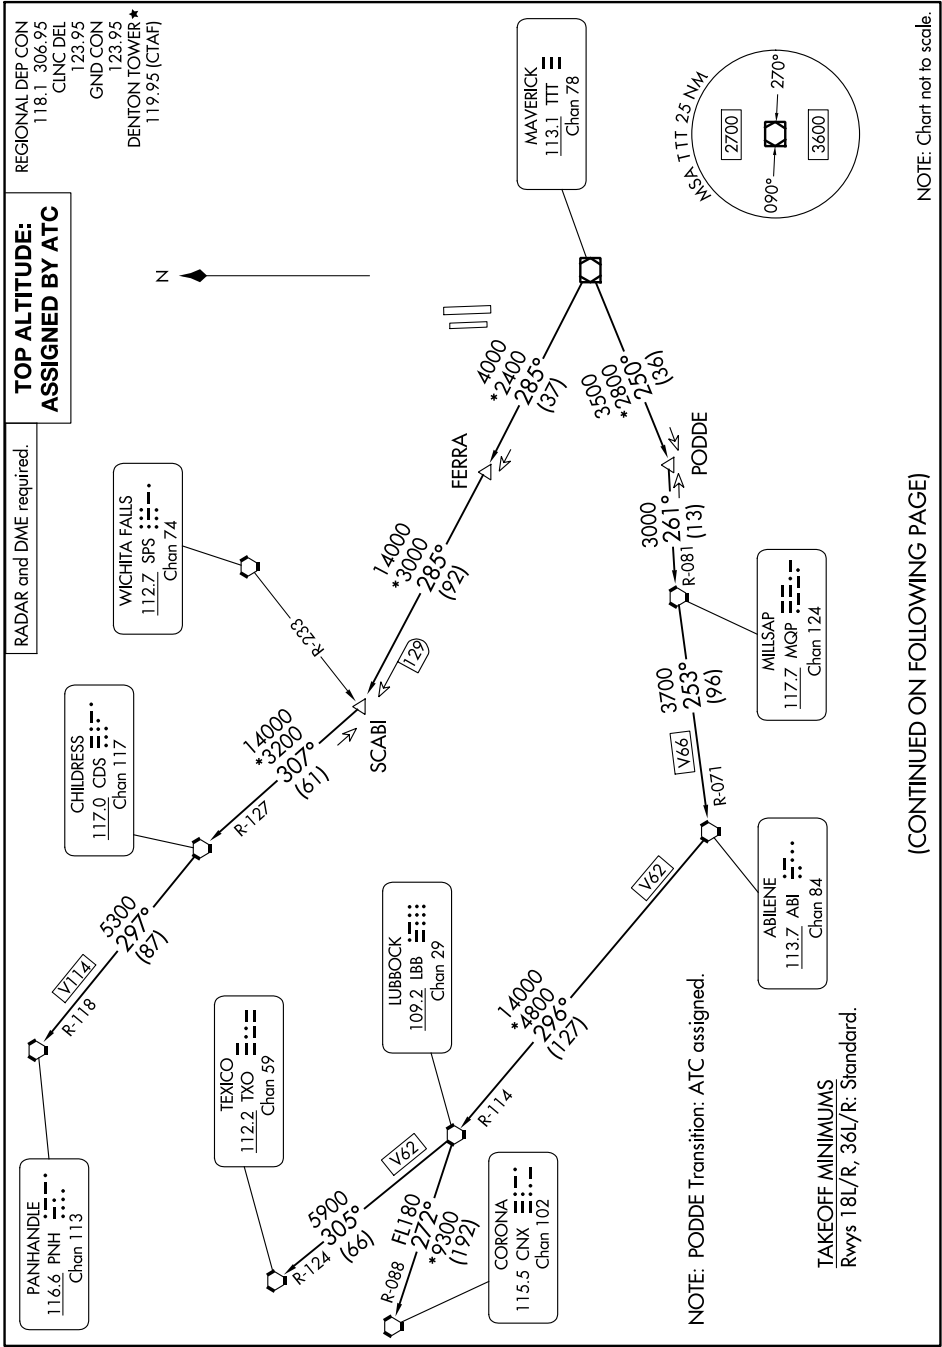 RADAR and DME required.
TOP ALTITUDE:
ASSIGNED BY ATC
REGIONAL DEP CON
118.1 306.95
CLNC DEL
123.95
GND CON
123.95
DENTON TOWER★
119.95 (CTAF)
N
PANHANDLE
116.6 PNH
Chan 113
R-118
V114
5300
297°
(87)
CHILDRESS
117.0 CDS
Chan 117
R-127
14000
*3200
307°
(61)
WICHITA FALLS
112.7 SPS
Chan 74
R-233
SCABI
129
14000
*3000
285°
(92)
FERRA
4000
*2400
285°
(37)
MAVERICK
113.1 TTT
Chan 78
TEXICO
112.2 TXO
Chan 59
R-124
5900
305°
(66)
V62
LUBBOCK
109.2 LBB
Chan 29
R-088
FL180
272°
*9300
(192)
CORONA
115.5 CNX
Chan 102
R-114
14000
*4800
296°
(127)
V62
R-071
V66
3700
253°
(96)
R-081
3000
261°
(13)
PODDE
3500
*2800
250°
(36)
ABILENE
113.7 ABI
Chan 84
MILLSAP
117.7 MQP
Chan 124
MSA TTT 25 NM
2700
090°
270°
3600
NOTE: PODDE Transition: ATC assigned.
TAKEOFF MINIMUMS
Rwys 18L/R, 36L/R: Standard.
(CONTINUED ON FOLLOWING PAGE)
NOTE: Chart not to scale.